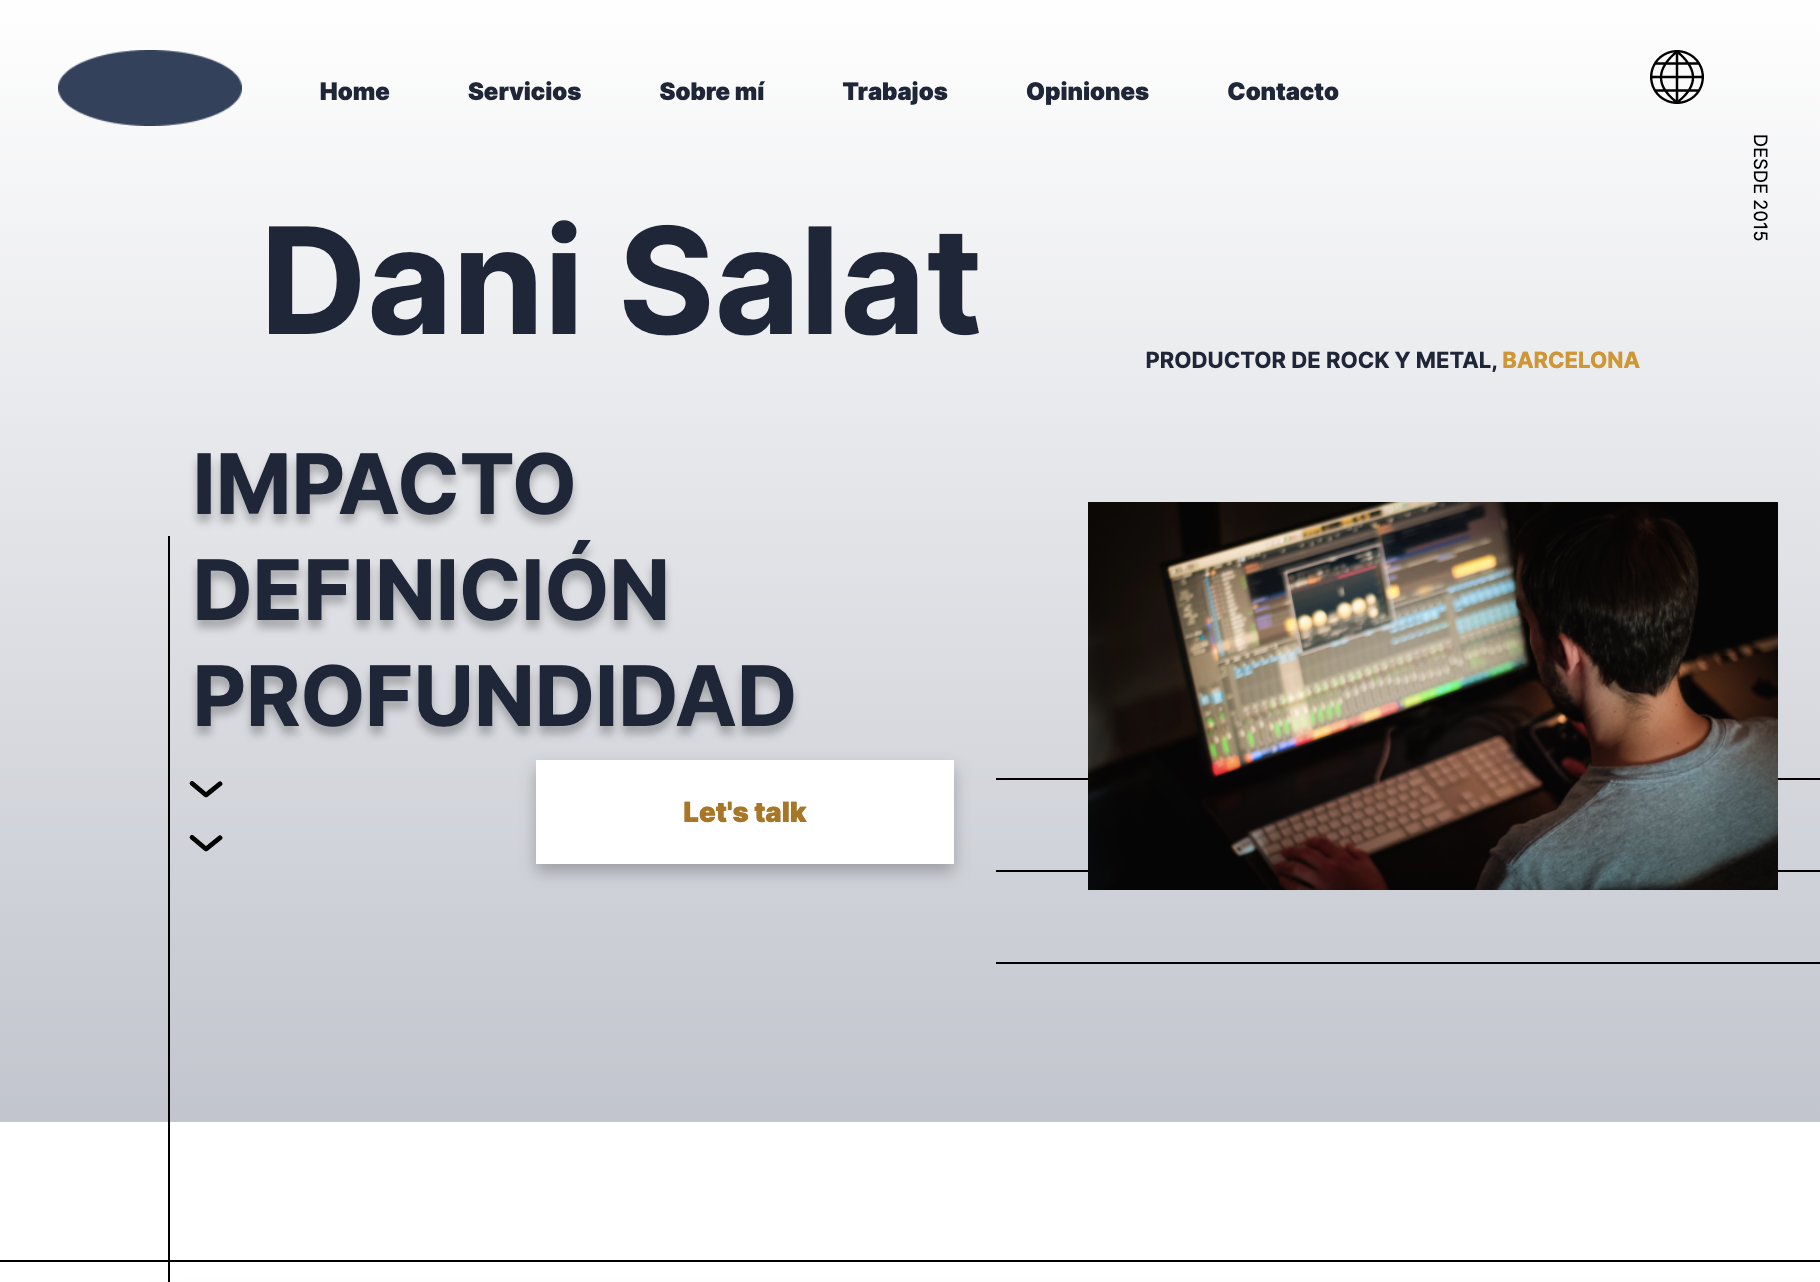 Home Servicios Sobre mí Trabajos Opiniones Contacto
DESDE 2015
Dani Salat
PRODUCTOR DE ROCK Y METAL, BARCELONA
IMPACTO
DEFINICIÓN
PROFUNDIDAD
Let's talk